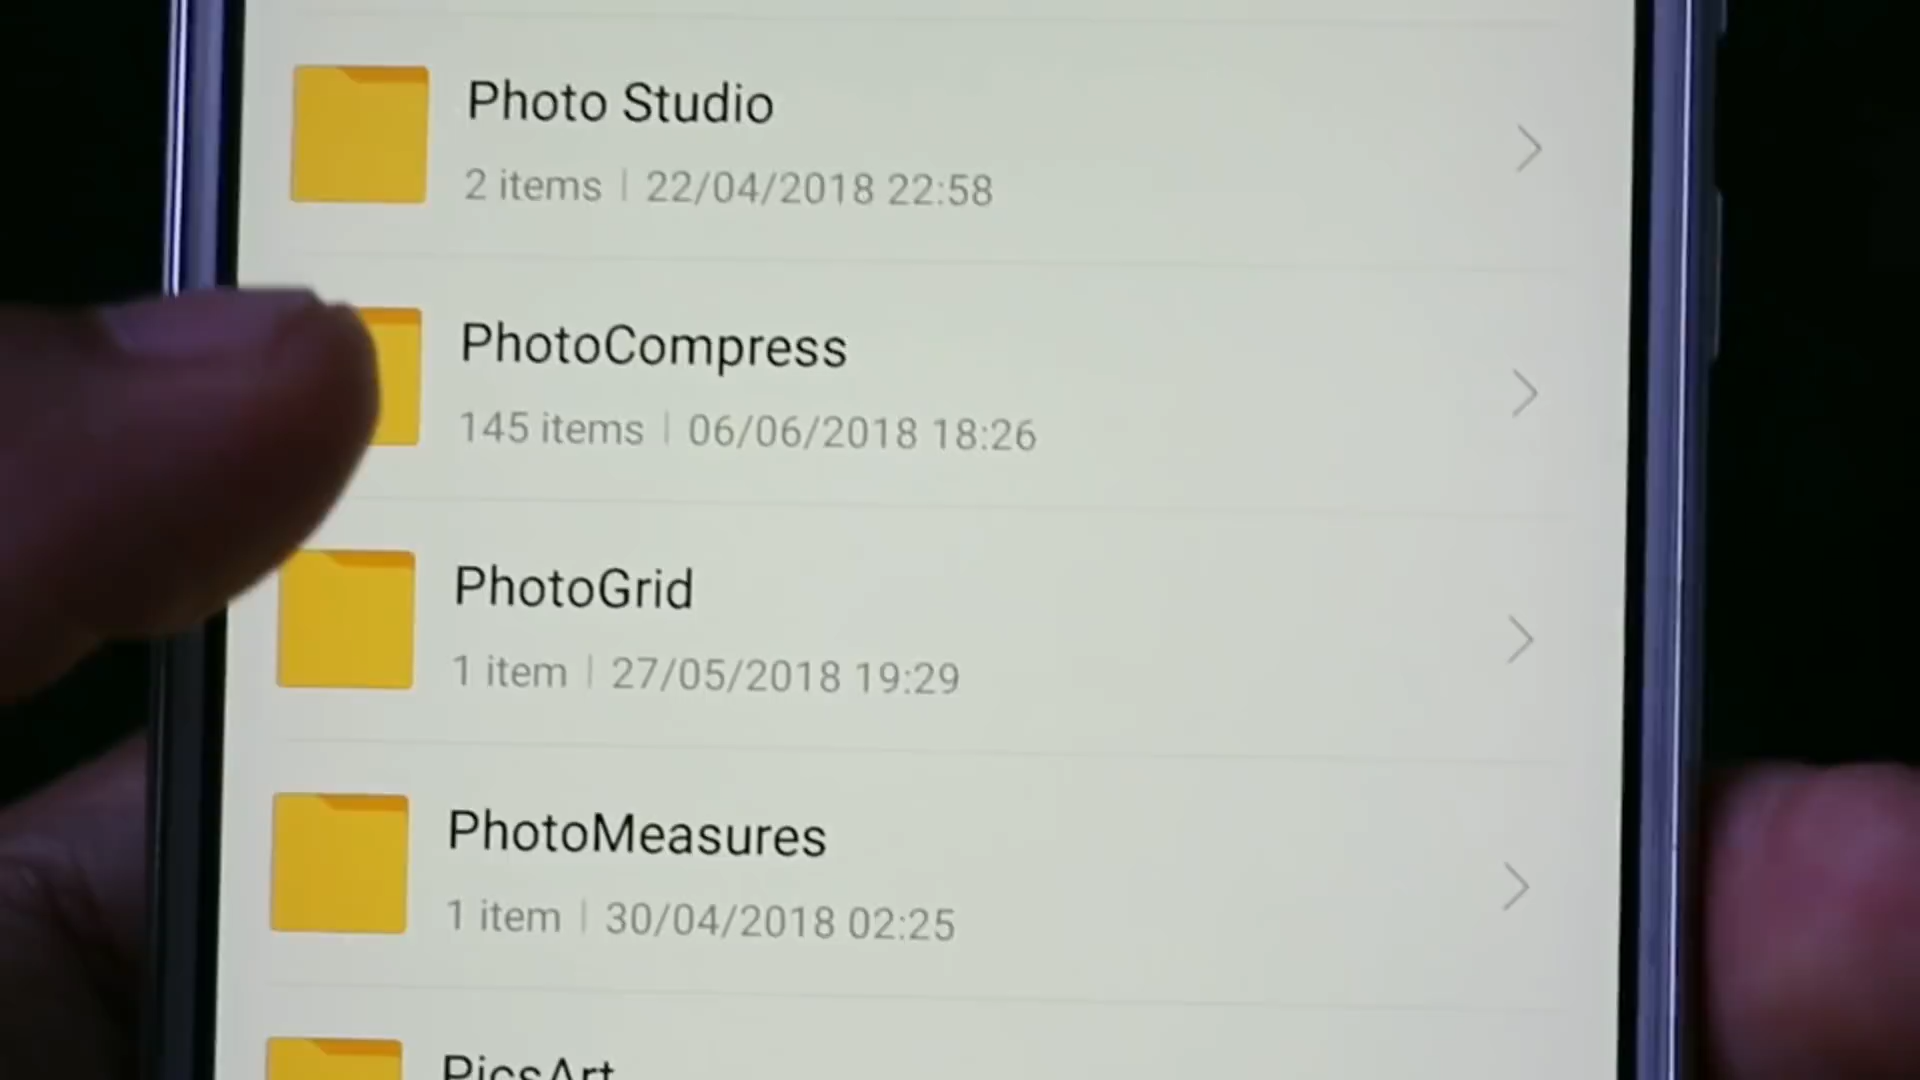 Photo Studio
2 items | 22/04/2018 22:58
PhotoCompress
145 items | 06/06/2018 18:26
PhotoGrid
1 item | 27/05/2018 19:29
PhotoMeasures
1 item | 30/04/2018 02:25
PicsArt